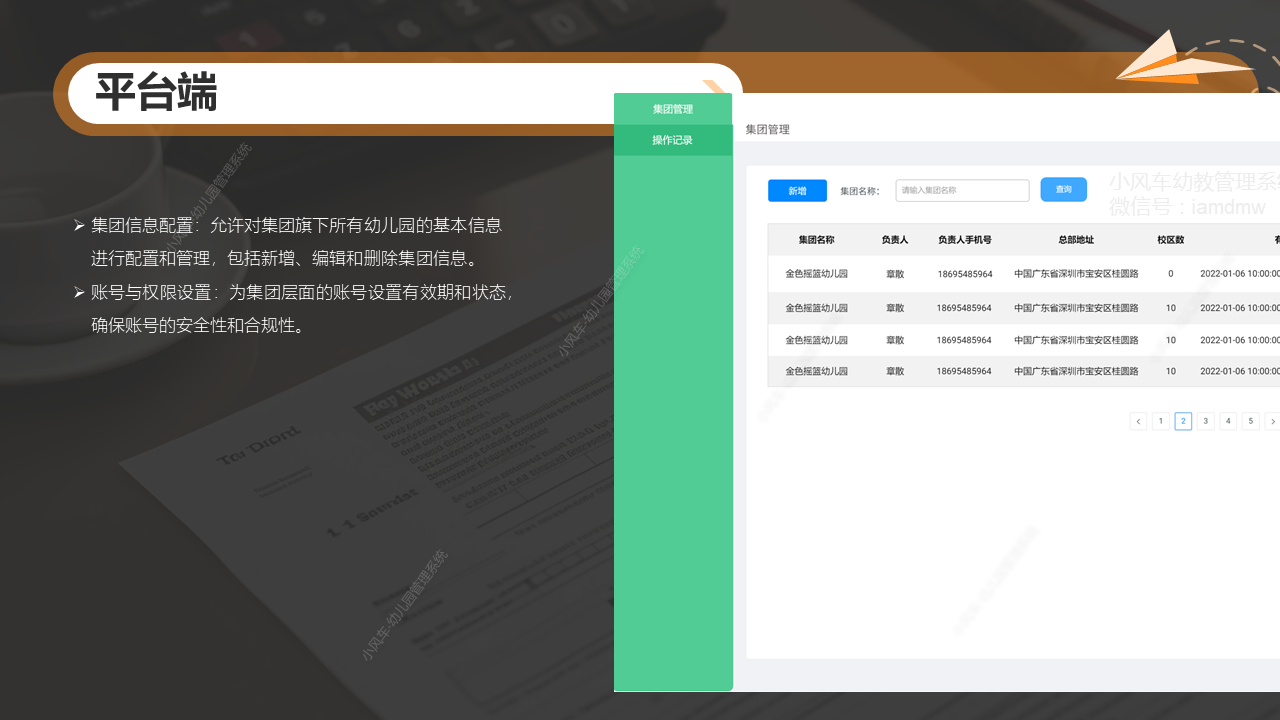 平台端
集团信息配置：允许对集团旗下所有幼儿园的基本信息
进行配置和管理，包括新增、编辑和删除集团信息。
账号与权限设置：为集团层面的账号设置有效期和状态，
确保账号的安全性和合规性。
集团管理
操作记录
集团管理
新增 集团名称： 请输入集团名称 查询
小风车幼教管理系统
微信号：iamdmw
集团名称 负责人 负责人手机号 总部地址 校区数 有
金色摇篮幼儿园 章散 18695485964 中国广东省深圳市宝安区桂圆路 0 2022-01-06 10:00:00
金色摇篮幼儿园 章散 18695485964 中国广东省深圳市宝安区桂圆路 10 2022-01-06 10:00:00
金色摇篮幼儿园 章散 18695485964 中国广东省深圳市宝安区桂圆路 10 2022-01-06 10:00:00
金色摇篮幼儿园 章散 18695485964 中国广东省深圳市宝安区桂圆路 10 2022-01-06 10:00:00
< 1 2 3 4 5 >
小风车-幼儿园管理系统
小风车-幼儿园管理系统
小风车-幼儿园管理系统